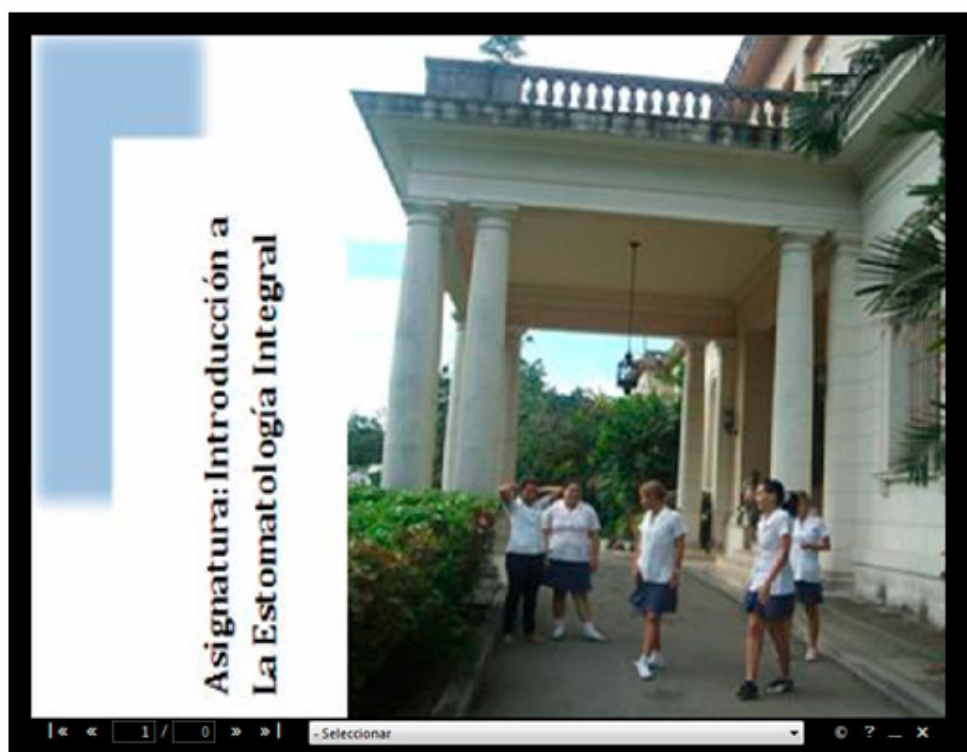 Asignatura: Introducción a
La Estomatología Integral
|« « 1 / 0 » »| - Seleccionar © ? _ X